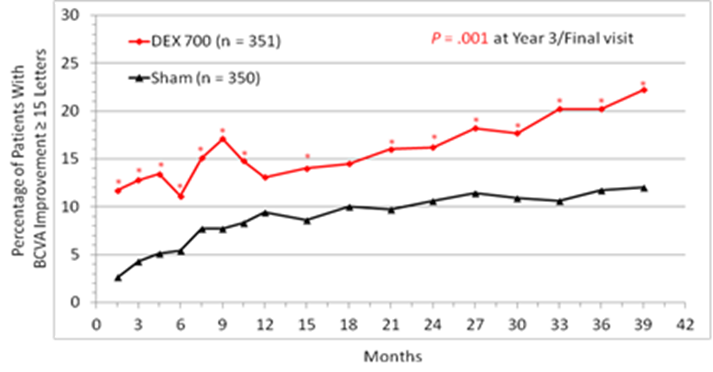 30
25
20
15
10
5
0
Percentage of Patients With
BCVA Improvement ≥ 15 Letters
DEX 700 (n = 351)
Sham (n = 350)
P = .001 at Year 3/Final visit
* * * * * * * * * * * * * * *
0 3 6 9 12 15 18 21 24 27 30 33 36 39 42
Months